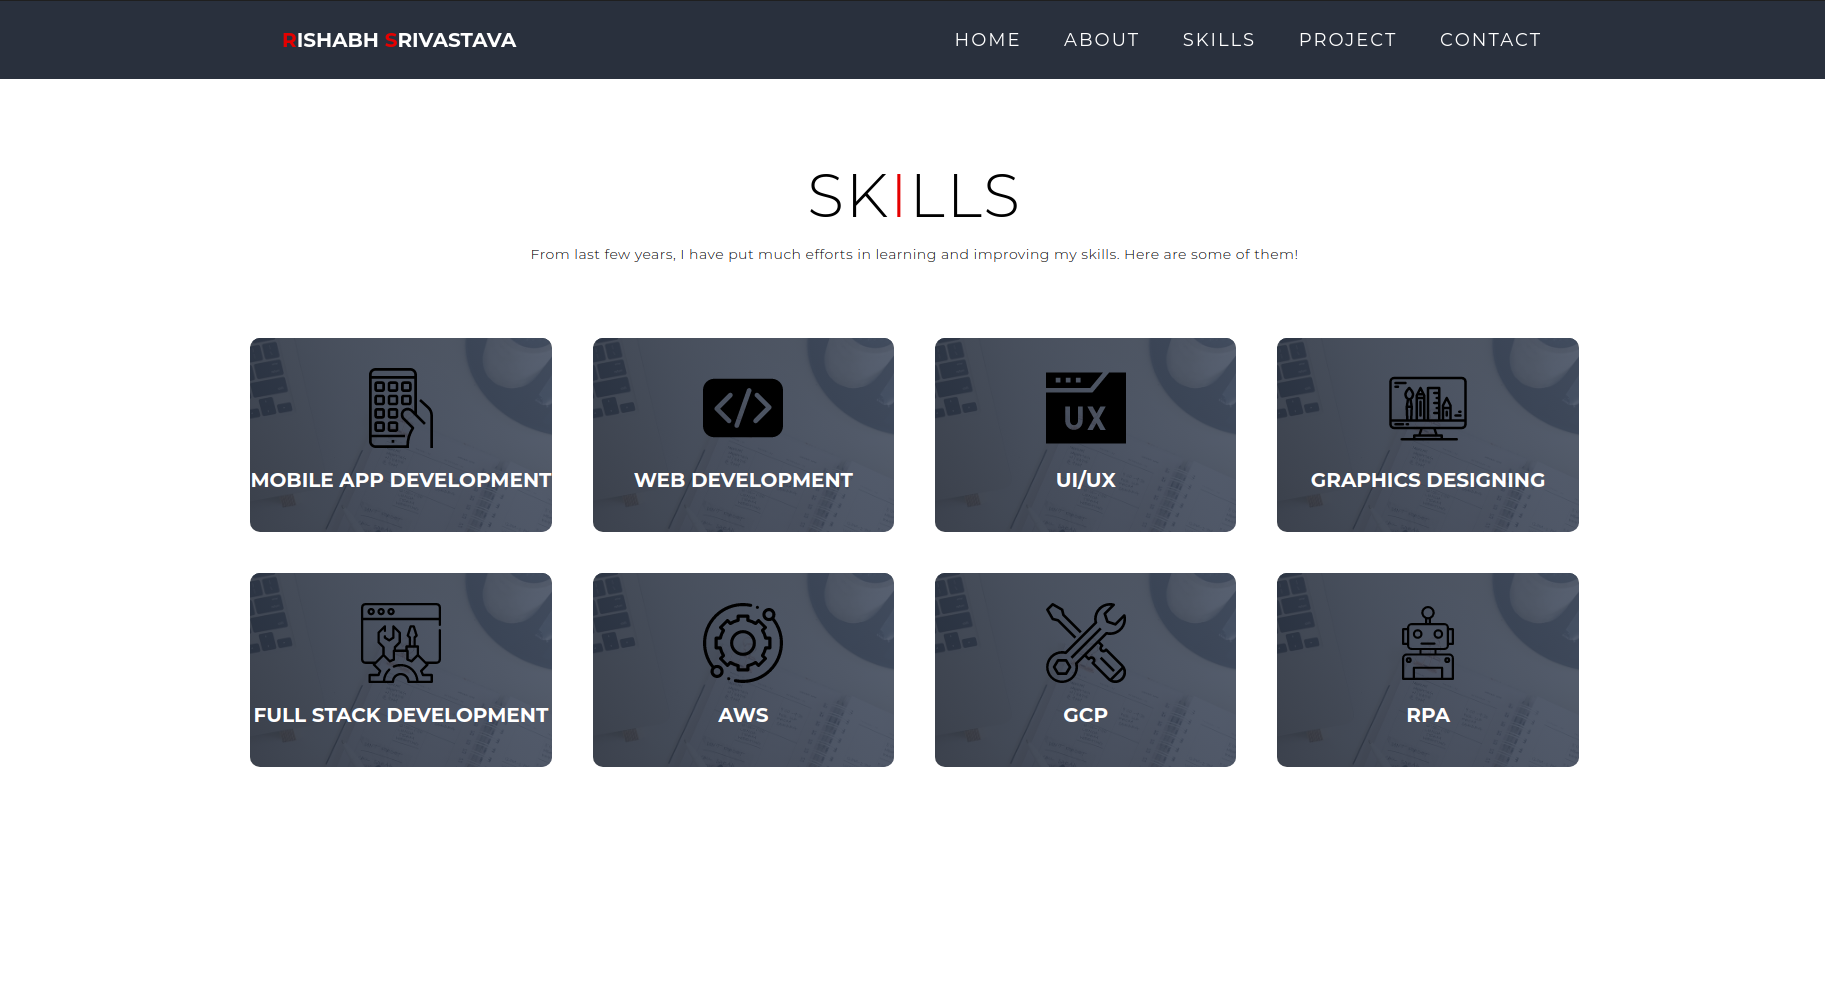 RISHABH SRIVASTAVA
HOME ABOUT SKILLS PROJECT CONTACT
SKILLS
From last few years, I have put much efforts in learning and improving my skills. Here are some of them!
UX
MOBILE APP DEVELOPMENT
WEB DEVELOPMENT
UI/UX
GRAPHICS DESIGNING
FULL STACK DEVELOPMENT
AWS
GCP
RPA